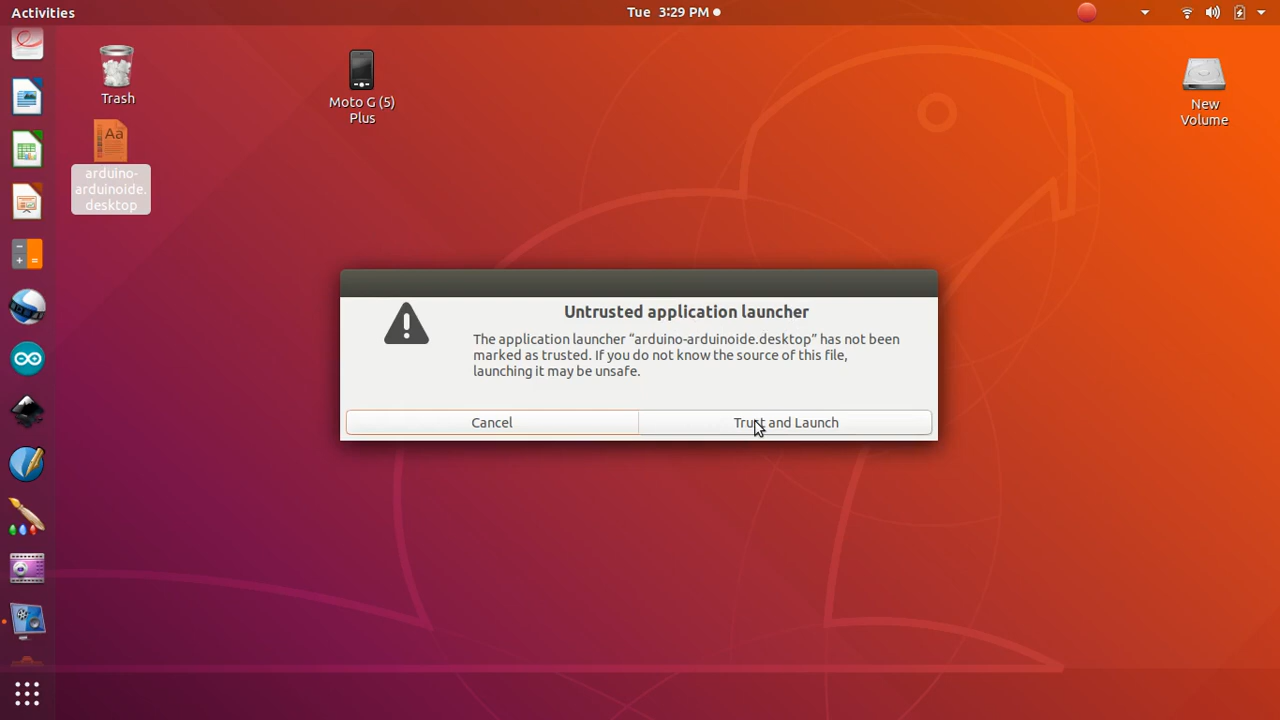 Activities
Tue 3:29 PM
Trash
Moto G (5)
Plus
New
Volume
Aa
arduino-
arduinoide.
desktop
Untrusted application launcher
The application launcher “arduino-arduinoide.desktop” has not been
marked as trusted. If you do not know the source of this file,
launching it may be unsafe.
Cancel
Trust and Launch